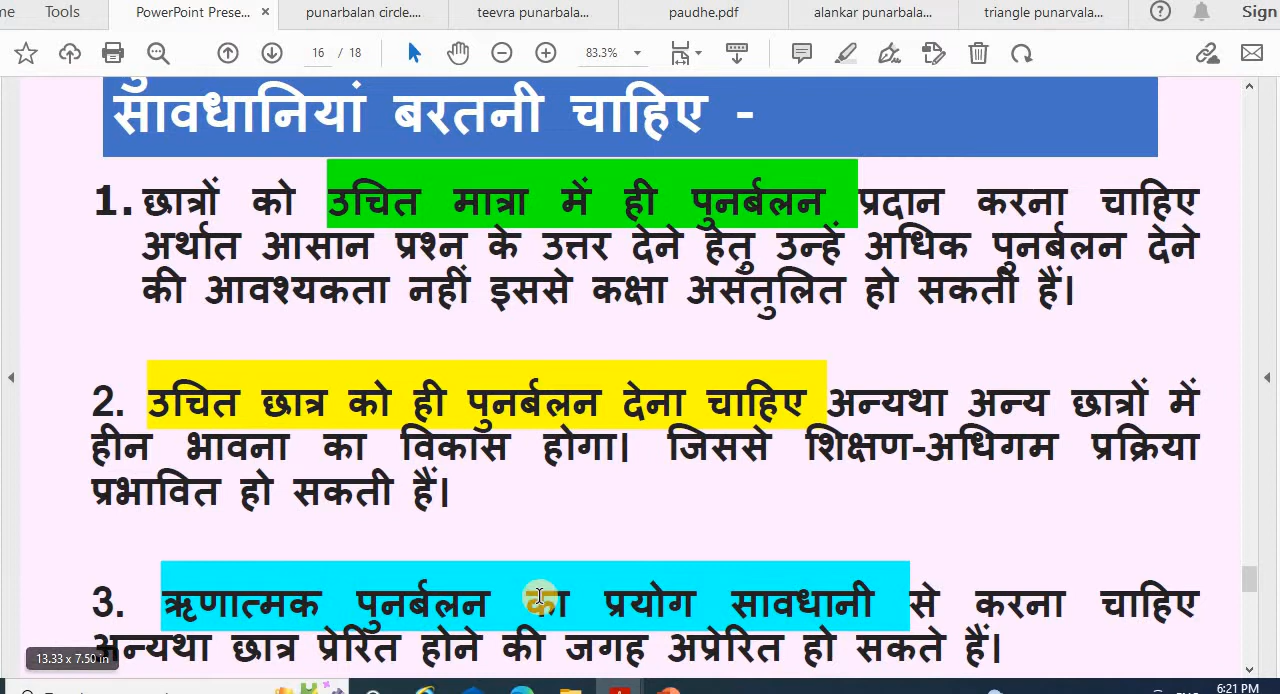 Tools
PowerPoint Prese... ×
punarbalan circle....
teevra punarbala...
paudhe.pdf
alankar punarbala...
triangle punarvala...
Sign
16 / 18
83.3%
सावधानियां बरतनी चाहिए -
1. छात्रों को उचित मात्रा में ही पुनर्बलन प्रदान करना चाहिए
अर्थात आसान प्रश्न के उत्तर देने हेतु उन्हें अधिक पुनर्बलन देने
की आवश्यकता नहीं इससे कक्षा असंतुलित हो सकती हैं।
2. उचित छात्र को ही पुनर्बलन देना चाहिए अन्यथा अन्य छात्रों में
हीन भावना का विकास होगा। जिससे शिक्षण-अधिगम प्रक्रिया
प्रभावित हो सकती हैं।
3. ऋणात्मक पुनर्बलन का प्रयोग सावधानी से करना चाहिए
अन्यथा छात्र प्रेरित होने की जगह अप्रेरित हो सकते हैं।
13.33 x 7.50 in
6:21 PM